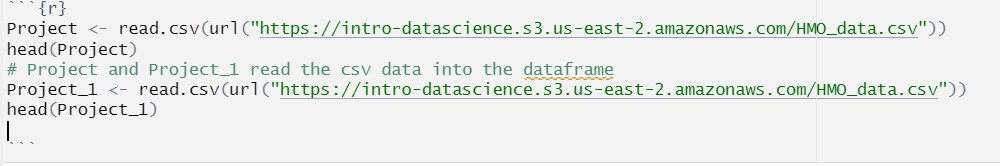 ```{r}
Project <- read.csv(url("https://intro-datascience.s3.us-east-2.amazonaws.com/HMO_data.csv"))
head(Project)
# Project and Project_1 read the csv data into the dataframe
Project_1 <- read.csv(url("https://intro-datascience.s3.us-east-2.amazonaws.com/HMO_data.csv"))
head(Project_1)
```